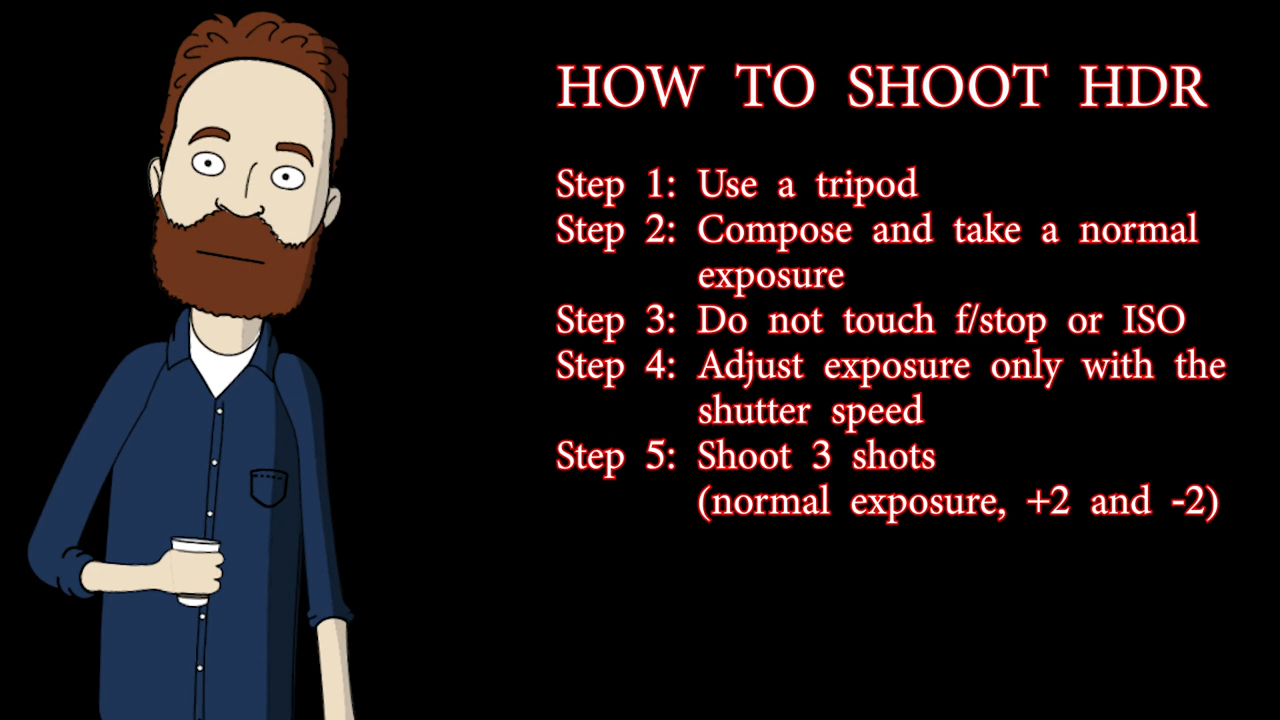 HOW TO SHOOT HDR
Step 1: Use a tripod
Step 2: Compose and take a normal
exposure
Step 3: Do not touch f/stop or ISO
Step 4: Adjust exposure only with the
shutter speed
Step 5: Shoot 3 shots
(normal exposure, +2 and -2)